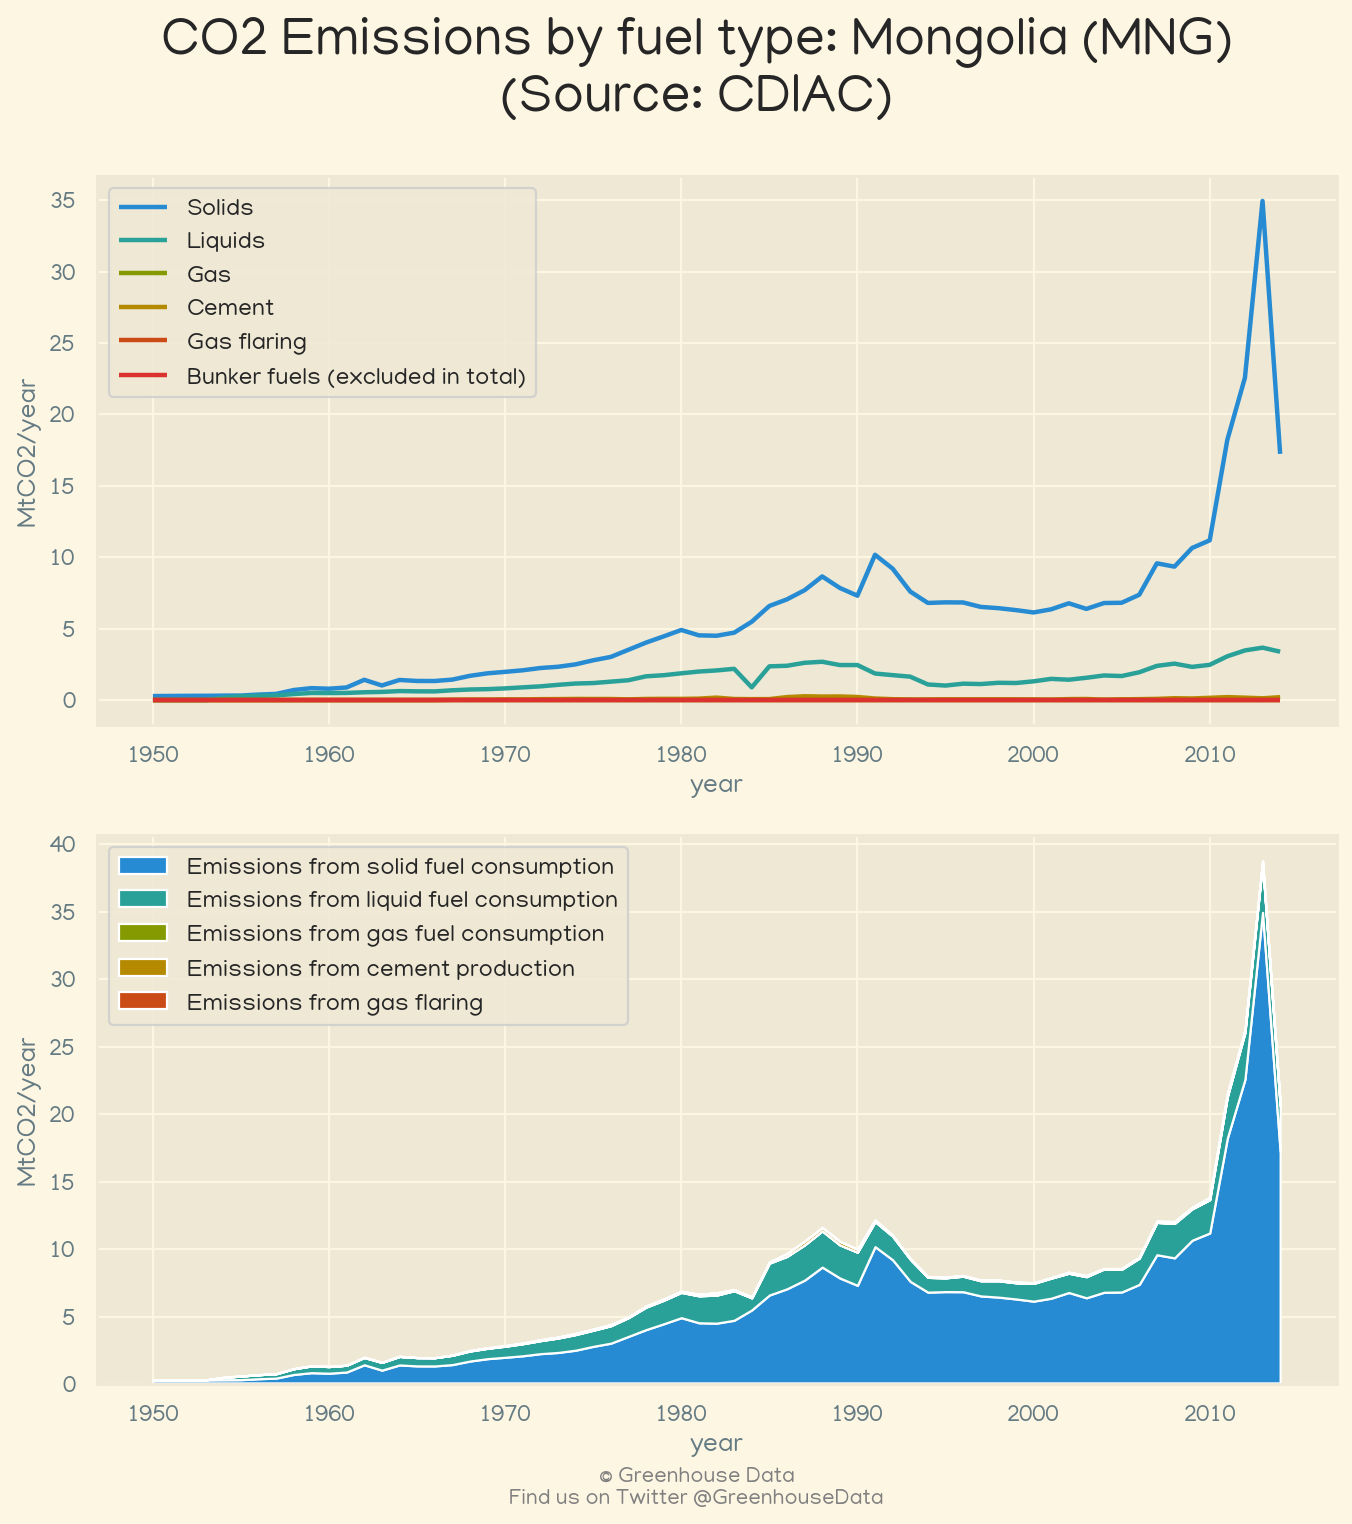 CO2 Emissions by fuel type: Mongolia (MNG)
(Source: CDIAC)
35
30
25
20
15
10
5
0
MtCO2/year
Solids
Liquids
Gas
Cement
Gas flaring
Bunker fuels (excluded in total)
1950 1960 1970 1980 1990 2000 2010
year
40
35
30
25
20
15
10
5
0
MtCO2/year
Emissions from solid fuel consumption
Emissions from liquid fuel consumption
Emissions from gas fuel consumption
Emissions from cement production
Emissions from gas flaring
1950 1960 1970 1980 1990 2000 2010
year
© Greenhouse Data
Find us on Twitter @GreenhouseData